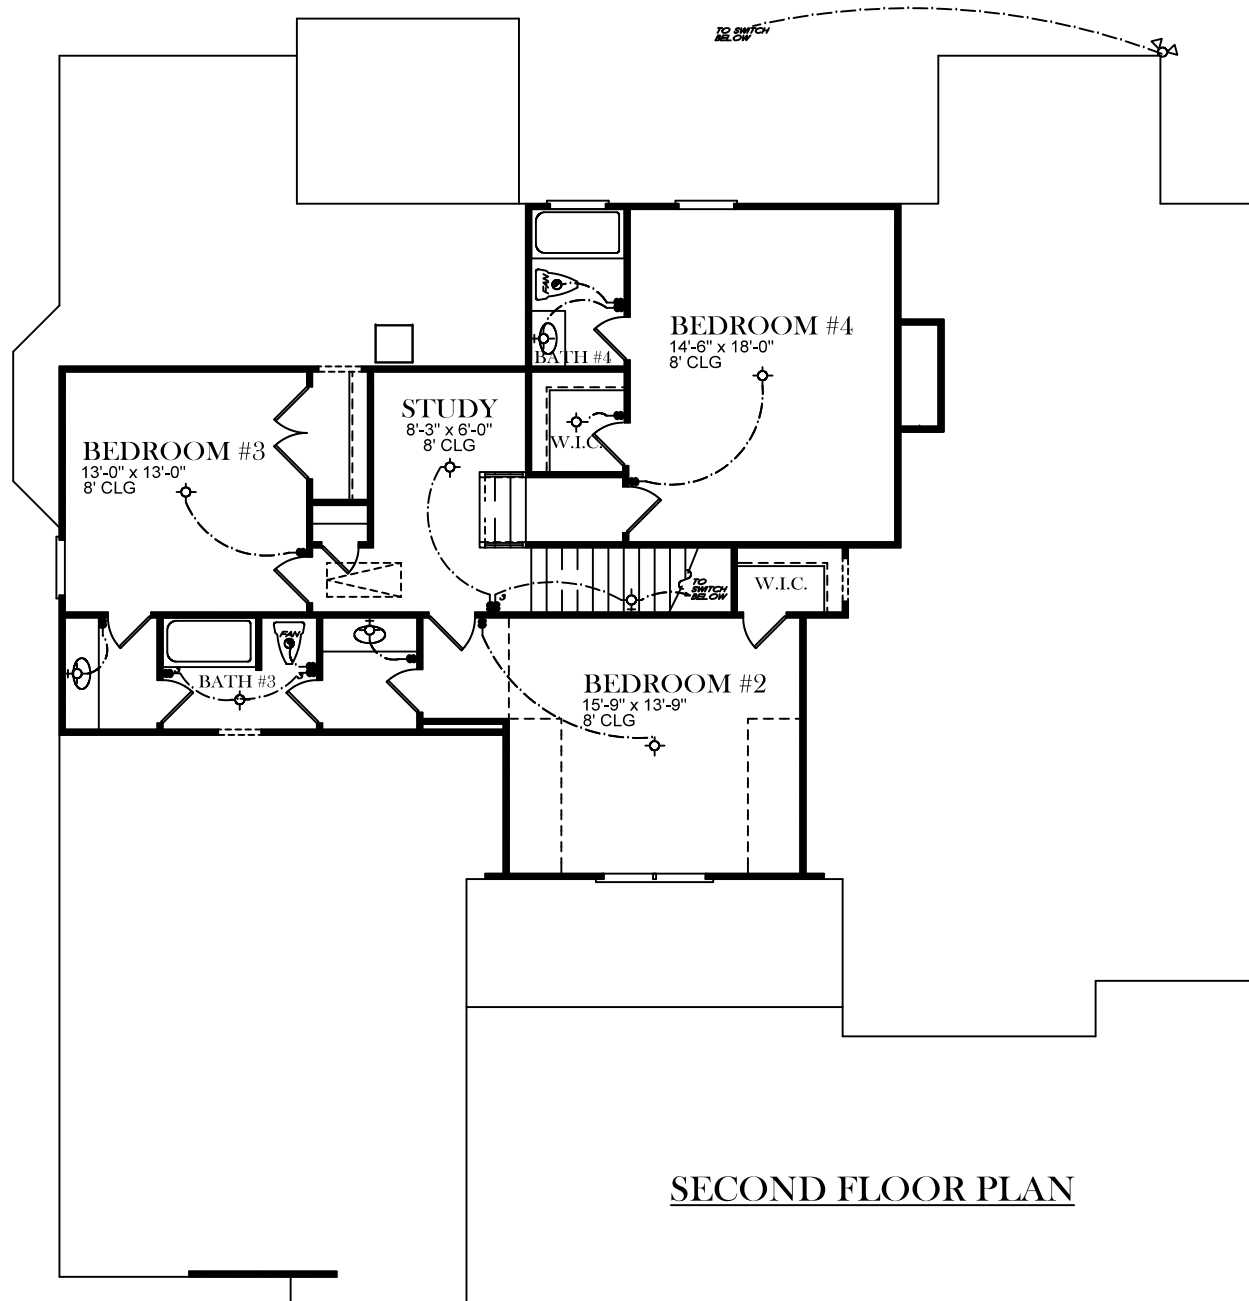 TO SWITCH
BELOW
FAN
BATH #4
BEDROOM #4
14'-6" x 18'-0"
8' CLG
STUDY
8'-3" x 6'-0"
8' CLG
W.I.C.
BEDROOM #3
13'-0" x 13'-0"
8' CLG
TO
SWITCH
BELOW
W.I.C.
FAN
BATH #3
BEDROOM #2
15'-9" x 13'-9"
8' CLG
SECOND FLOOR PLAN